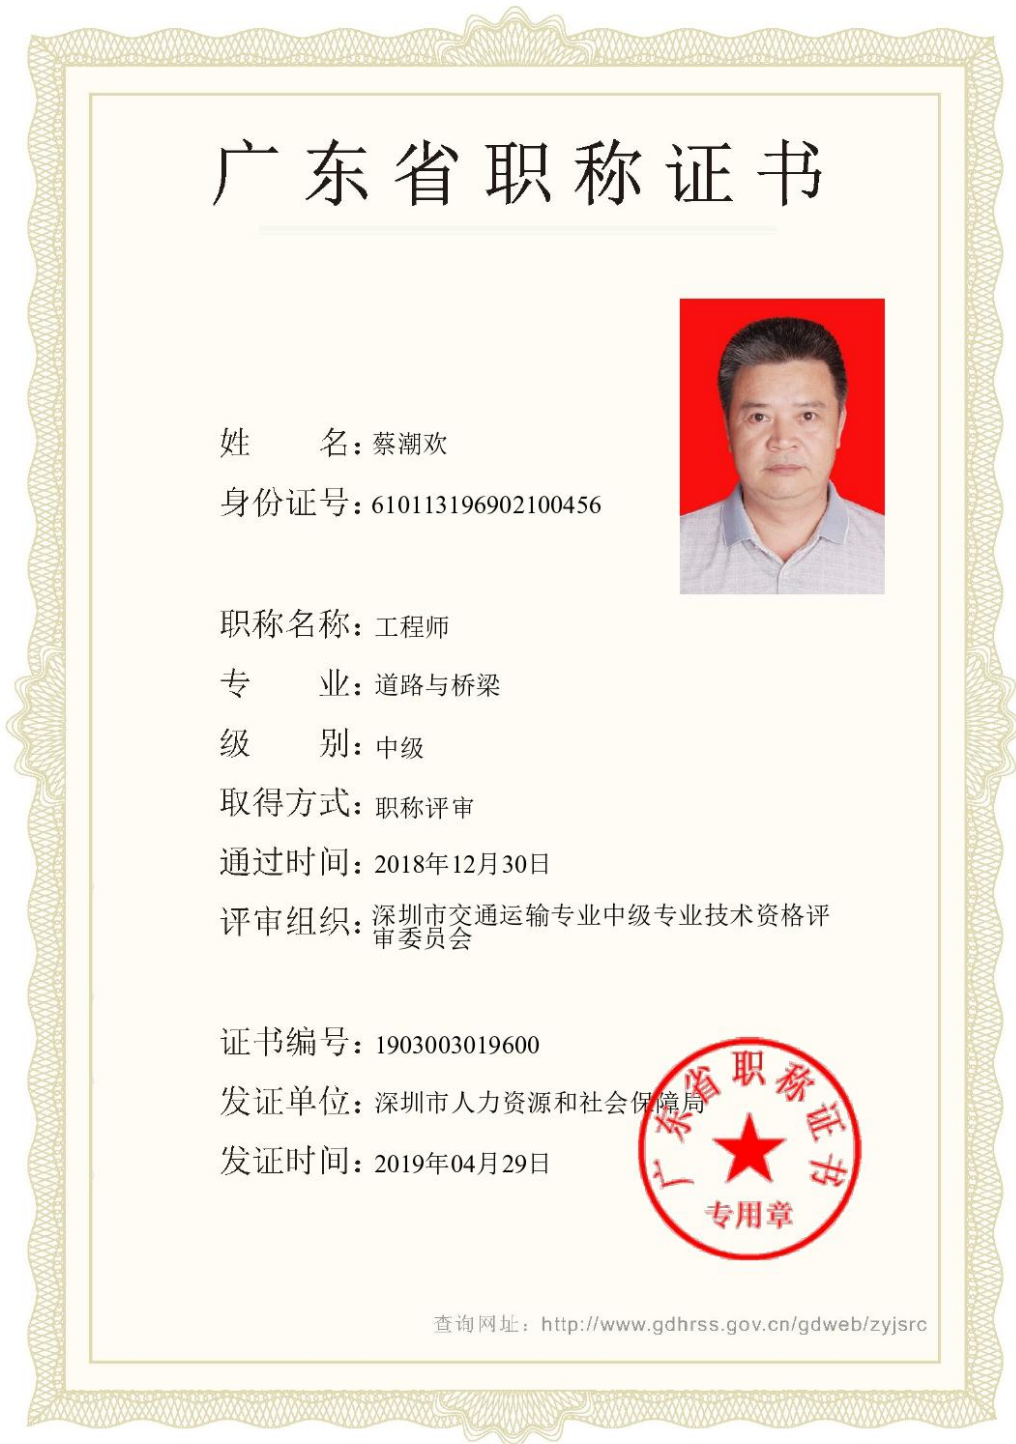 广东省职称证书
姓 名：蔡潮欢
身份证号：610113196902100456
职称名称：工程师
专 业：道路与桥梁
级 别：中级
取得方式：职称评审
通过时间：2018年12月30日
评审组织：深圳市交通运输专业中级专业技术资格评
审委员会
证书编号：1903003019600
发证单位：深圳市人力资源和社会保障局
发证时间：2019年04月29日
广东省职称证书
专用章
查询网址：http://www.gdhrss.gov.cn/gdweb/zyjsrc